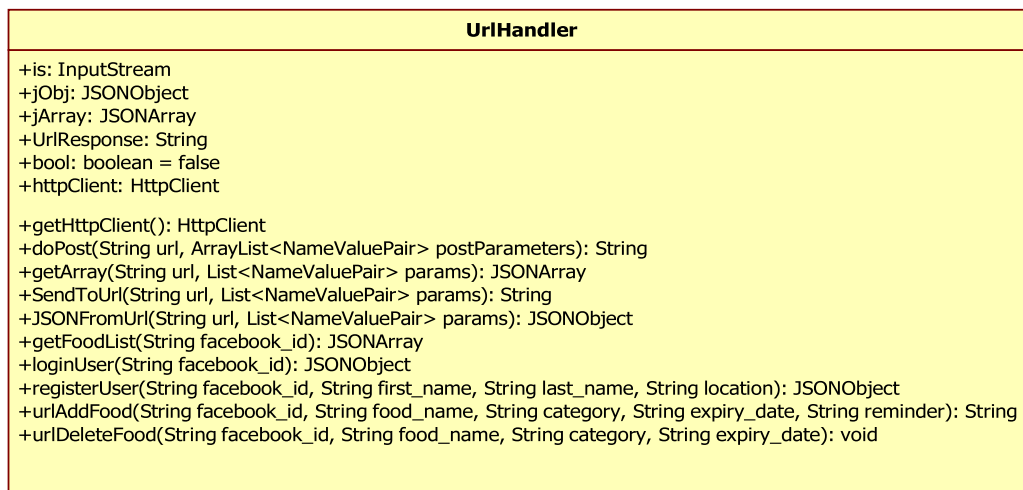 UrlHandler
+is: InputStream
+jObj: JSONObject
+jArray: JSONArray
+UrlResponse: String
+bool: boolean = false
+httpClient: HttpClient
+getHttpClient(): HttpClient
+doPost(String url, ArrayList<NameValuePair> postParameters): String
+getArray(String url, List<NameValuePair> params): JSONArray
+SendToUrl(String url, List<NameValuePair> params): String
+JSONFromUrl(String url, List<NameValuePair> params): JSONObject
+getFoodList(String facebook_id): JSONArray
+loginUser(String facebook_id): JSONObject
+registerUser(String facebook_id, String first_name, String last_name, String location): JSONObject
+urlAddFood(String facebook_id, String food_name, String category, String expiry_date, String reminder): String
+urlDeleteFood(String facebook_id, String food_name, String category, String expiry_date): void